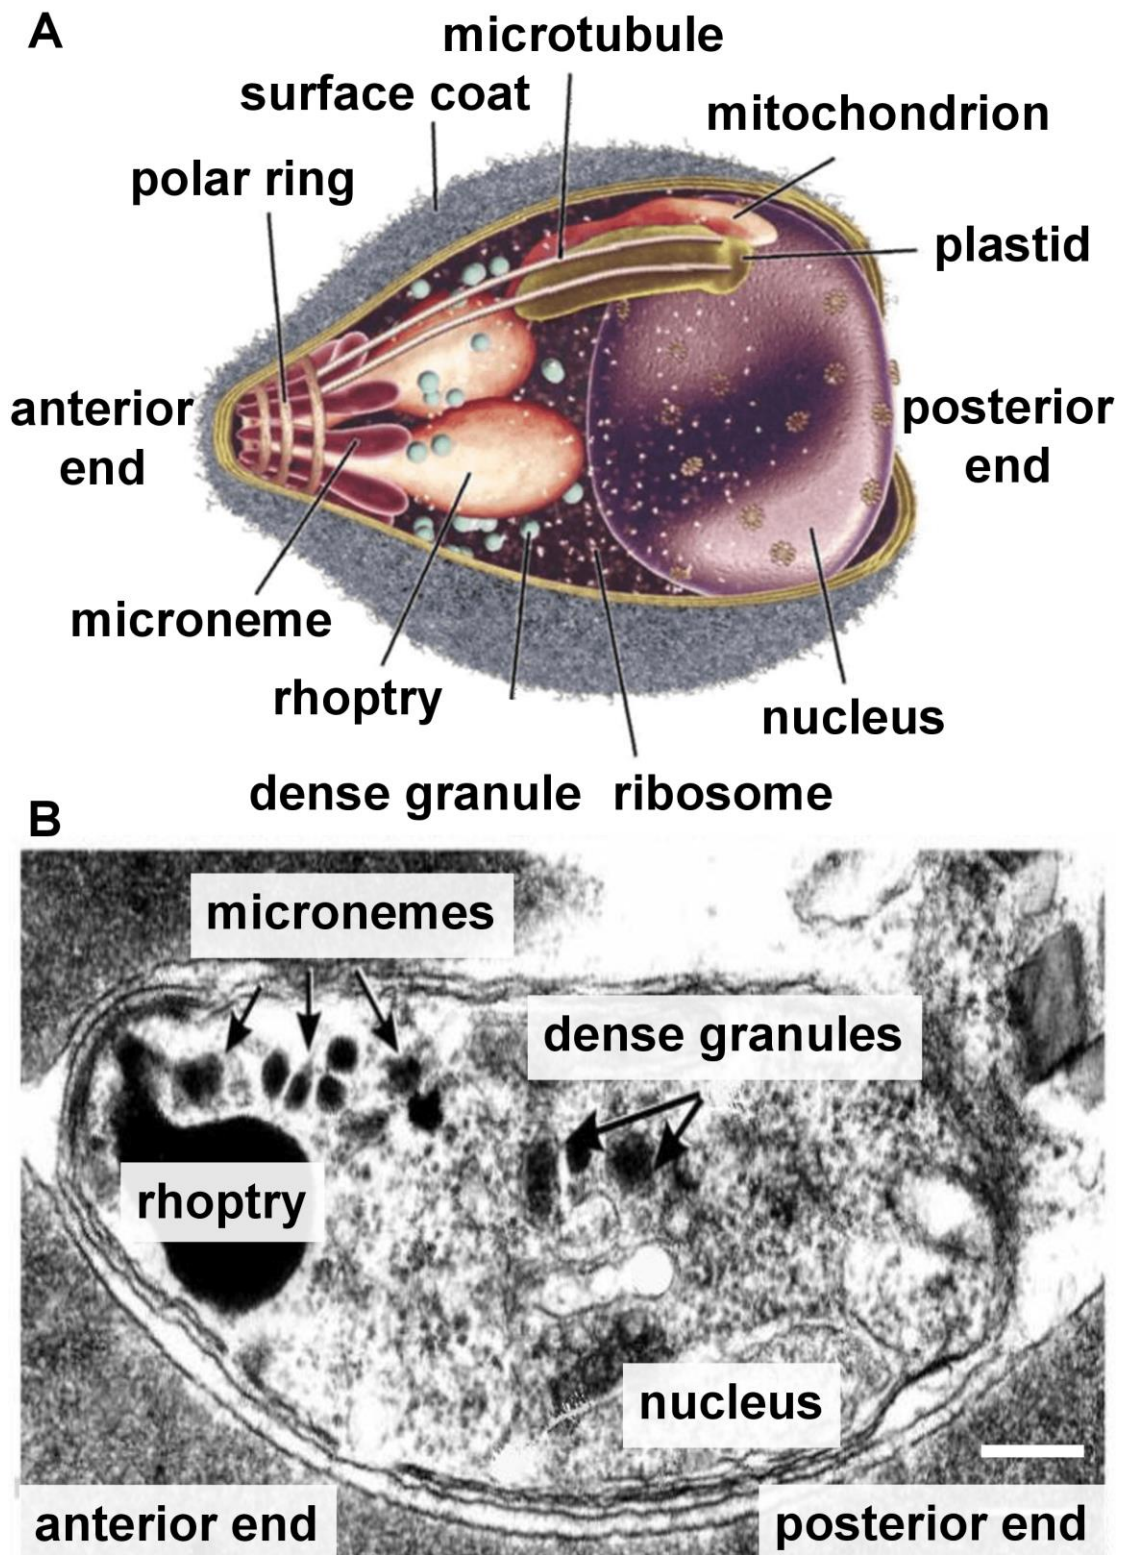 A
microtubule
surface coat
mitochondrion
polar ring
plastid
anterior
end
posterior
end
microneme
rhoptry
nucleus
dense granule
ribosome
B
micronemes
dense granules
rhoptry
nucleus
anterior end
posterior end